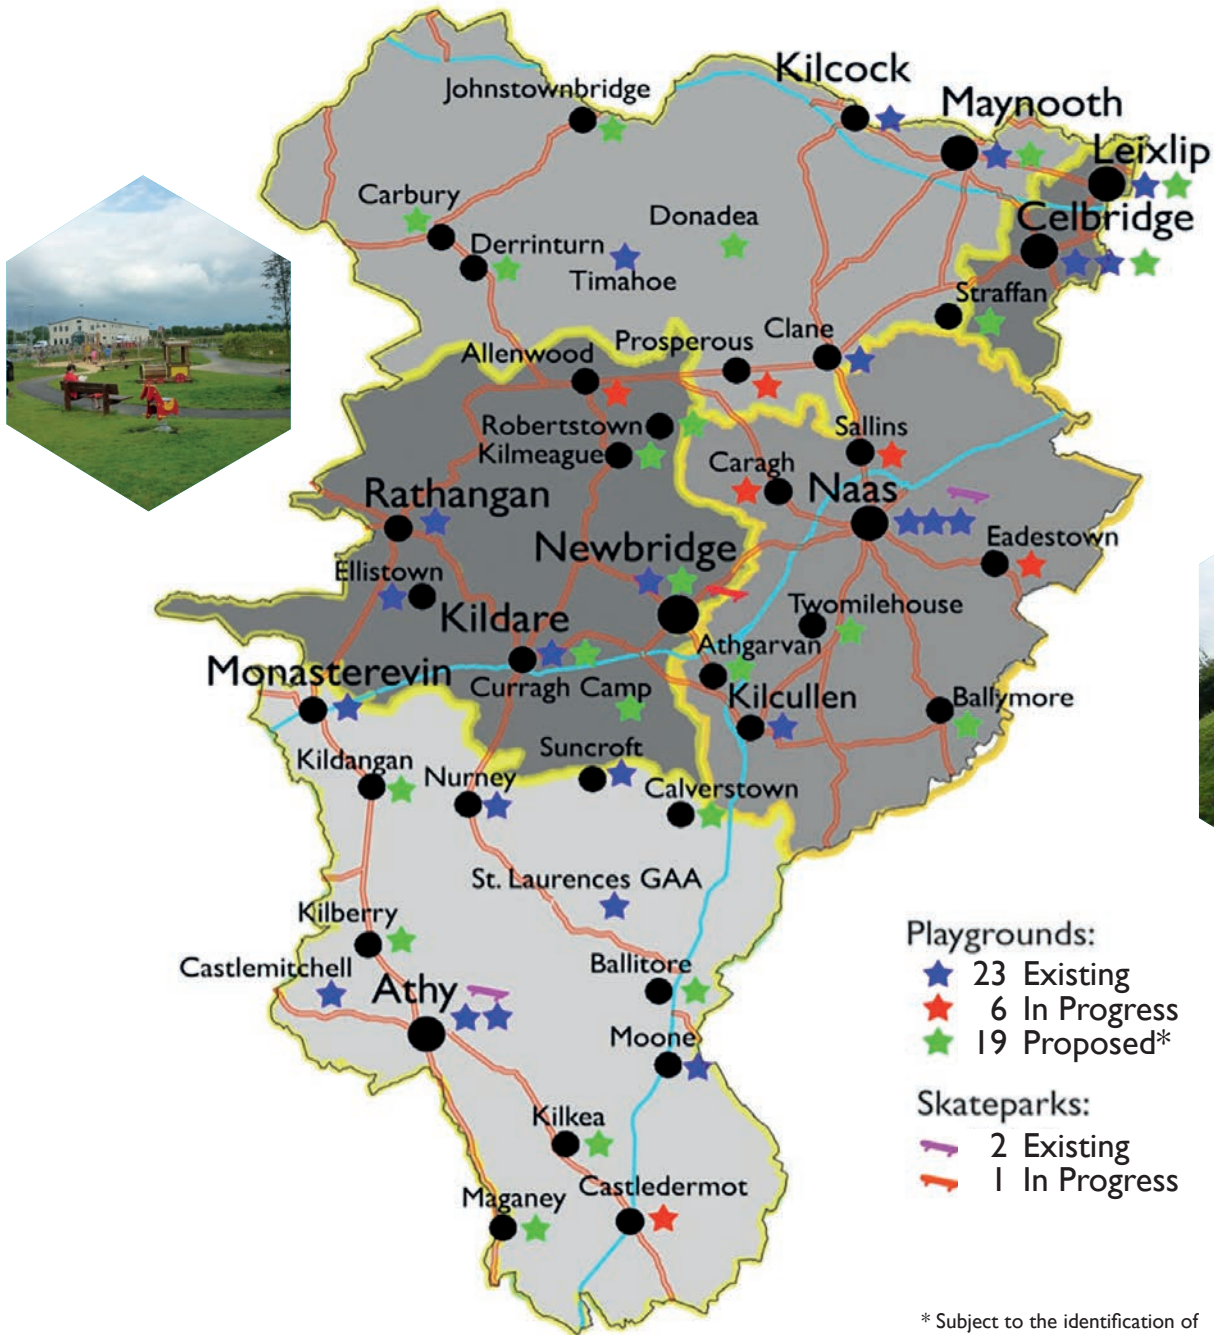 Kilcock
Johnstownbridge
Maynooth
Leixlip
Carbury
Donadea
Celbridge
Derrinturn
Timahoe
Straffan
Prosperous
Clane
Allenwood
Robertstown
Sallins
Kilmeague
Caragh
Naas
Rathangan
Newbridge
Eadestown
Ellistown
Kildare
Twomilehouse
Athgarvan
Monasterevin
Curragh Camp
Kilcullen
Ballymore
Suncroft
Kildangan
Nurney
Calverstown
St. Laurences GAA
Kilberry
Castlemitchell
Ballitore
Athy
Moone
Kilkea
Maganey
Castledermot
Playgrounds:
23 Existing
6 In Progress
19 Proposed*
Skateparks:
2 Existing
1 In Progress
* Subject to the identification of